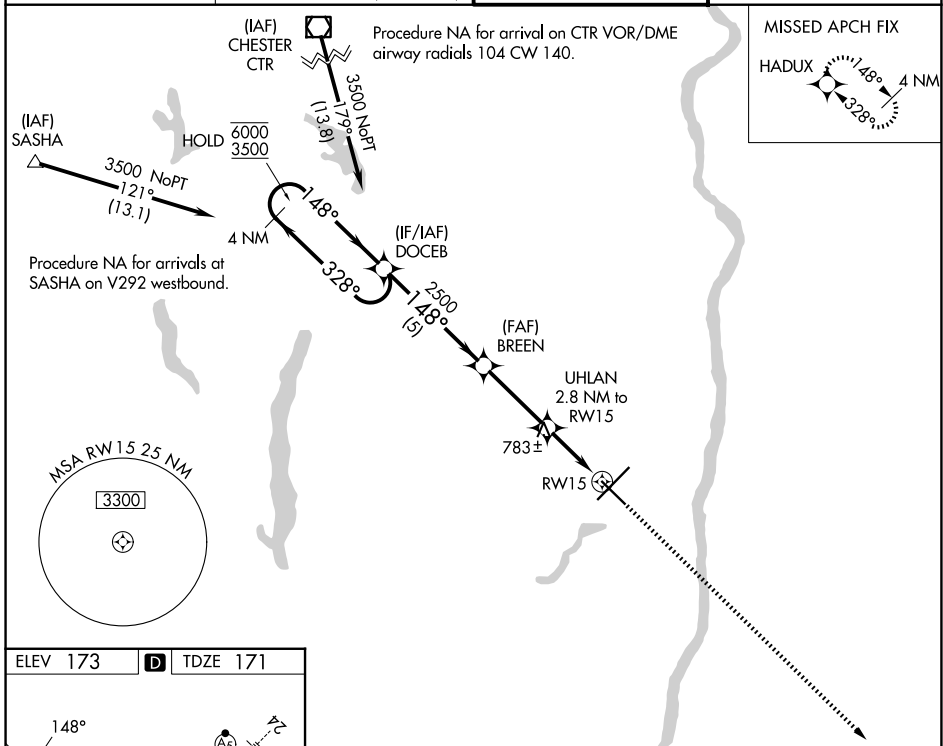 (IAF)
CHESTER
CTR
Procedure NA for arrival on CTR VOR/DME
airway radials 104 CW 140.
MISSED APCH FIX
HADUX
148°
328°
4 NM
3500 NoPT
179°
(13.8)
(IAF)
SASHA
3500 NoPT
121°
(13.1)
HOLD
6000
3500
148°
328°
4 NM
(IF/IAF)
DOCEB
Procedure NA for arrivals at
SASHA on V292 westbound.
2500
148°
(5)
(FAF)
BREEN
UHLAN
2.8 NM to
RW15
783±
RW15
MSA RW15 25 NM
3300
ELEV 173
D
TDZE 171
148°
A5
24